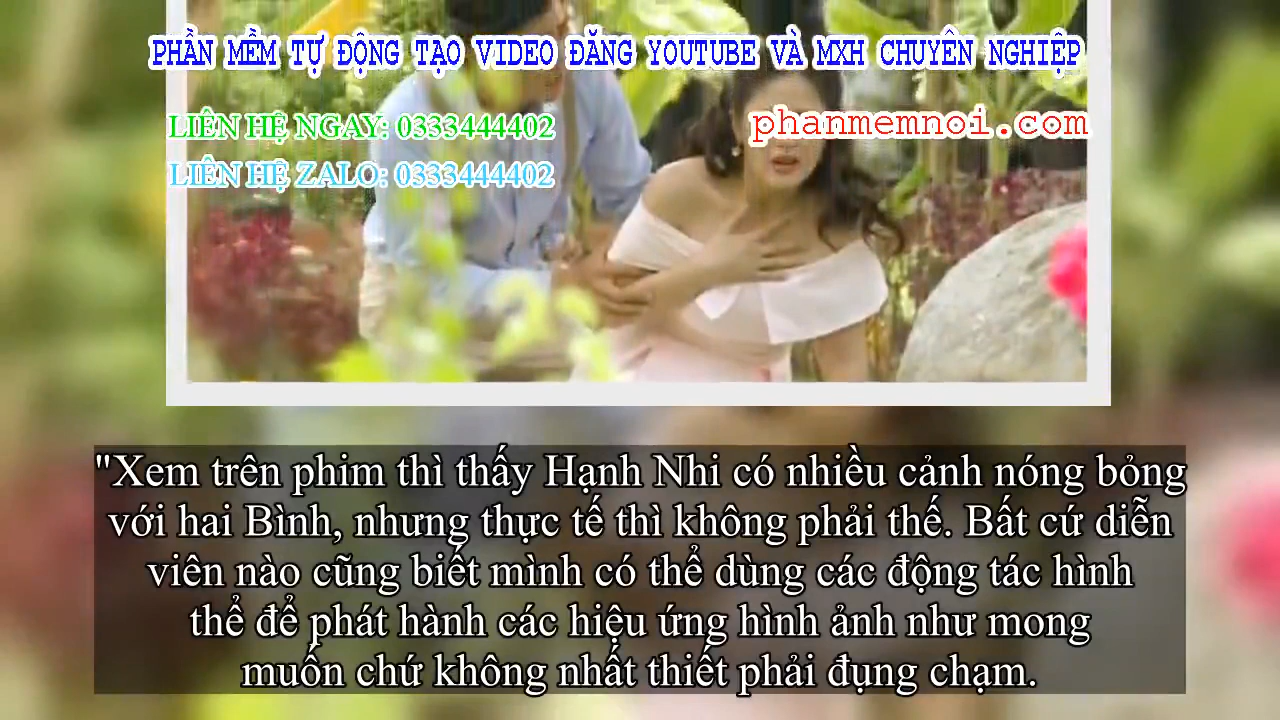 PHẦN MỀM TỰ ĐỘNG TẠO VIDEO ĐĂNG YOUTUBE VÀ MXH CHUYÊN NGHIỆP
LIÊN HỆ NGAY: 0333444402
phanmemnoi.com
LIÊN HỆ ZALO: 0333444402
"Xem trên phim thì thấy Hạnh Nhi có nhiều cảnh nóng bỏng
với hai Bình, nhưng thực tế thì không phải thế. Bất cứ diễn
viên nào cũng biết mình có thể dùng các động tác hình
thể để phát hành các hiệu ứng hình ảnh như mong
muốn chứ không nhất thiết phải đụng chạm.